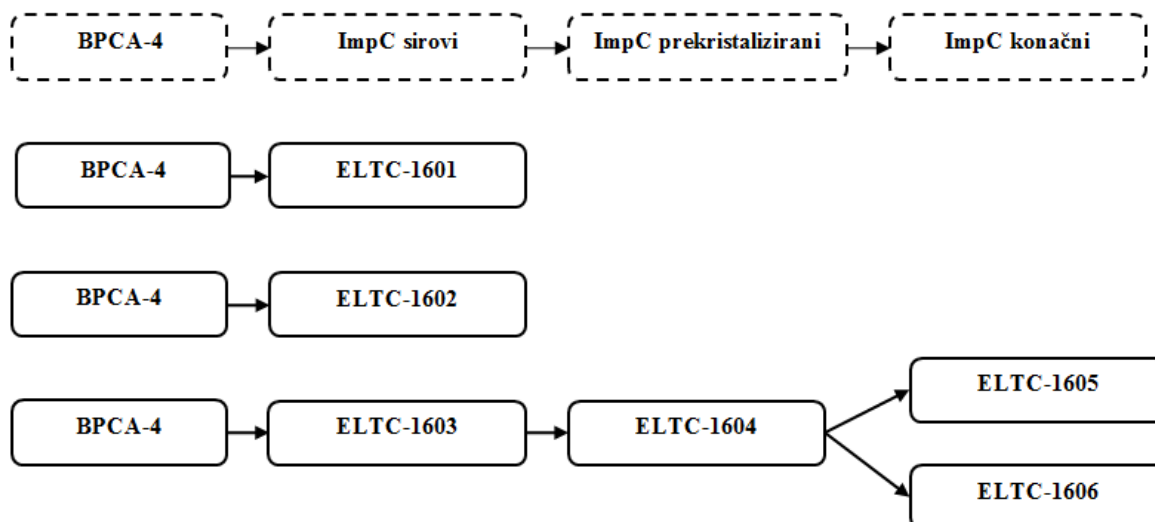 BPCA-4
ImpC sirovi
ImpC prekristalizirani
ImpC konačni
BPCA-4
ELTC-1601
BPCA-4
ELTC-1602
BPCA-4
ELTC-1603
ELTC-1604
ELTC-1605
ELTC-1606